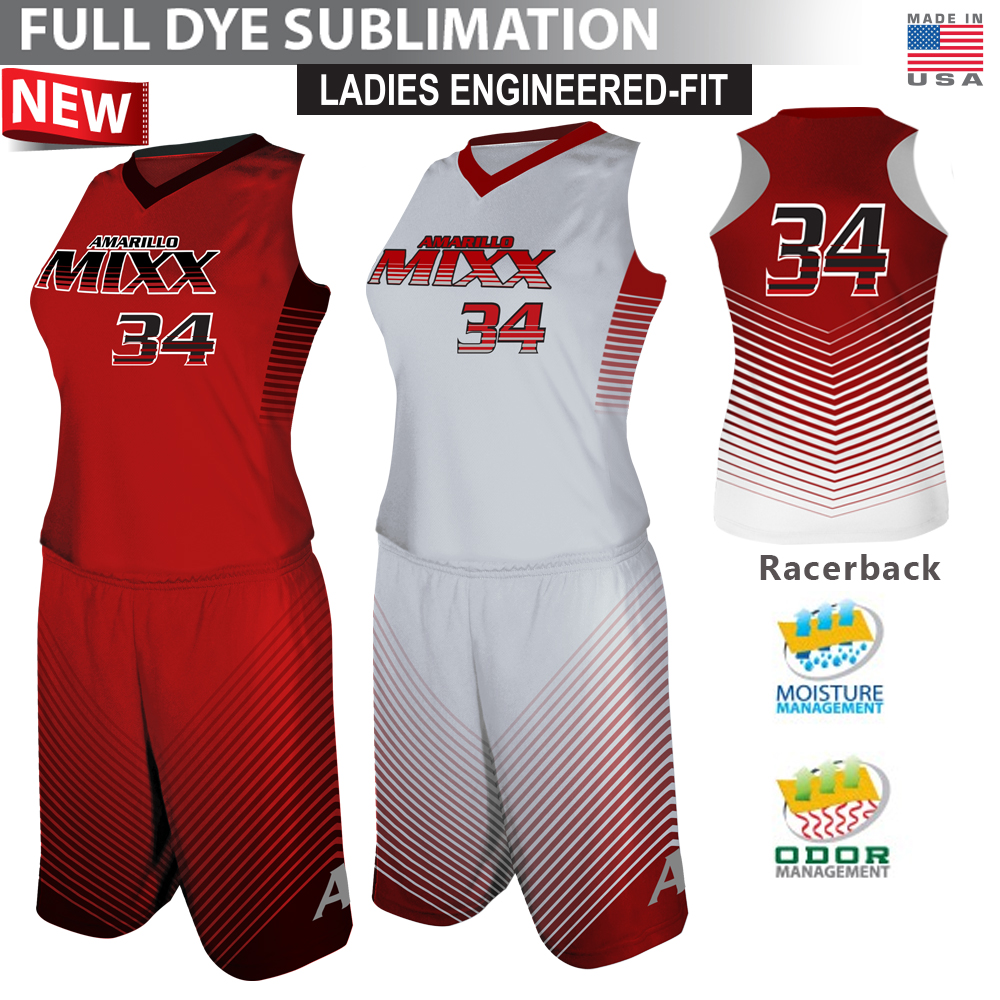 FULL DYE SUBLIMATION
MADE IN
USA
NEW
LADIES ENGINEERED-FIT
AMARILLO
MIXX
34
AMARILLO
MIXX
34
34
Racerback
MOISTURE
MANAGEMENT
ODOR
MANAGEMENT
A
A